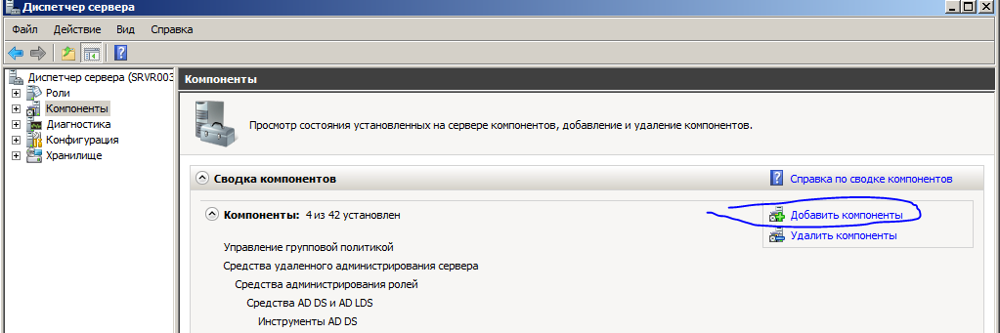 Диспетчер сервера
Файл Действие Вид Справка
Диспетчер сервера (SRVR003
Роли
Компоненты
Диагностика
Конфигурация
Хранилище
Компоненты
Просмотр состояния установленных на сервере компонентов, добавление и удаление компонентов.
Сводка компонентов
Справка по сводке компонентов
Компоненты: 4 из 42 установлен
Добавить компоненты
Удалить компоненты
Управление групповой политикой
Средства удаленного администрирования сервера
Средства администрирования ролей
Средства AD DS и AD LDS
Инструменты AD DS